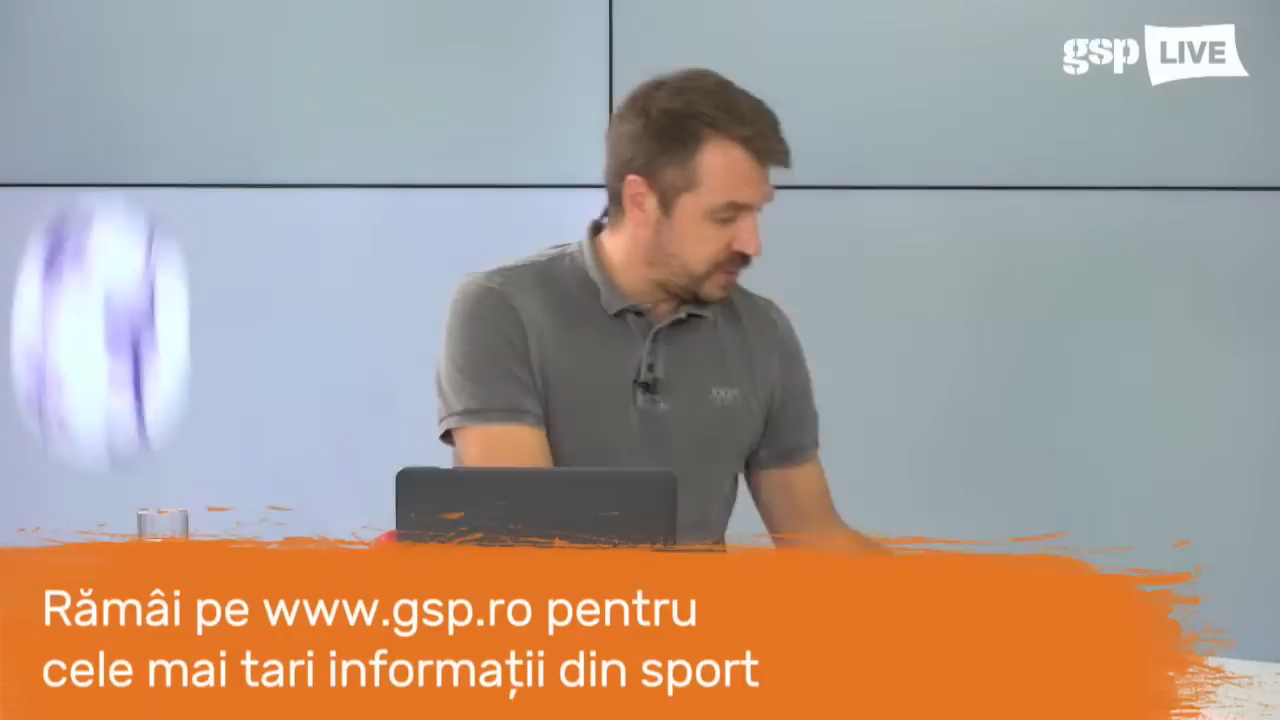 gsp LIVE
Rămâi pe www.gsp.ro pentru
cele mai tari informații din sport